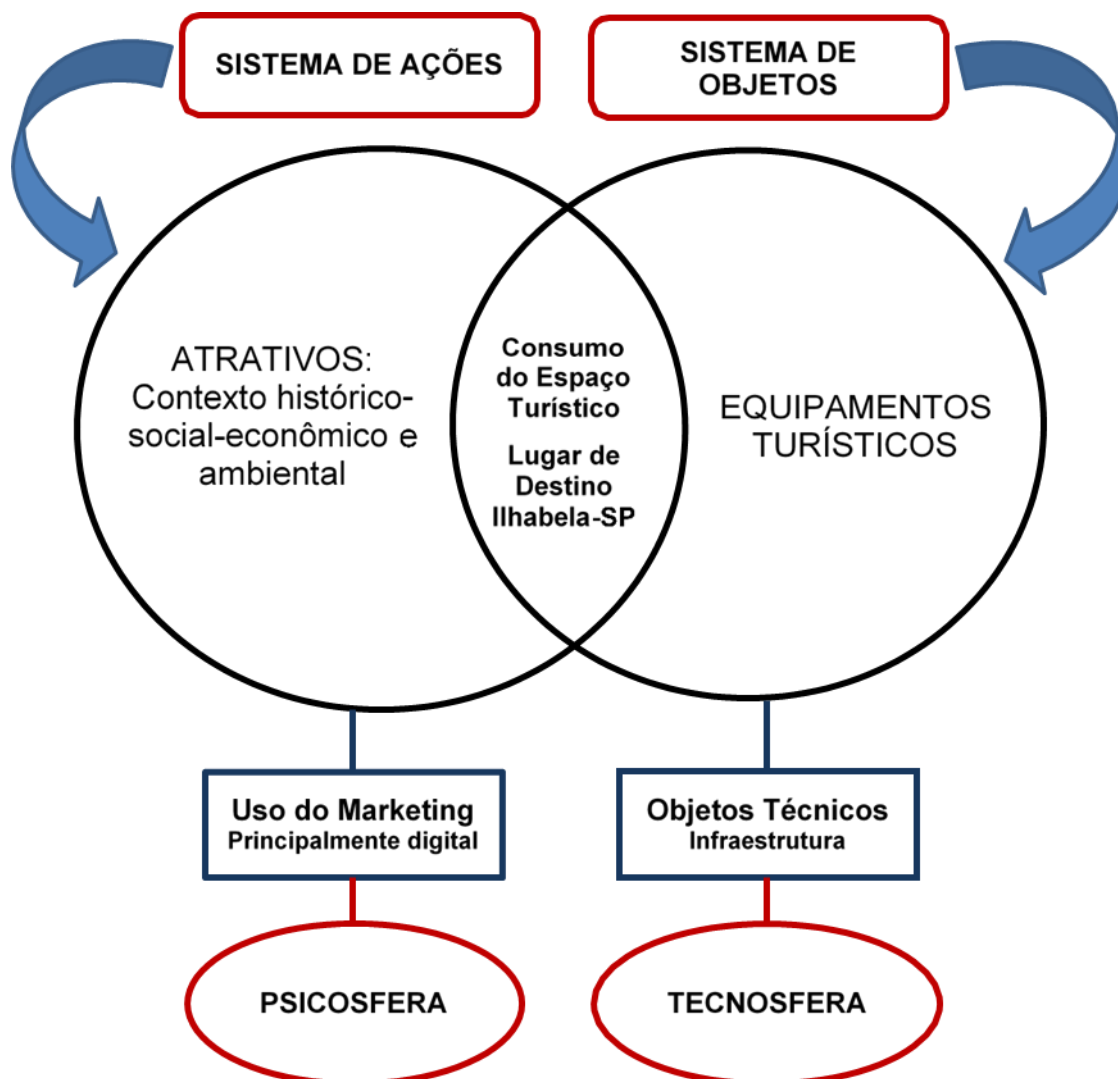 SISTEMA DE AÇÕES
SISTEMA DE
OBJETOS
ATRATIVOS:
Contexto histórico-
social-econômico e
ambiental
Consumo
do Espaço
Turístico
Lugar de
Destino
Ilhabela-SP
EQUIPAMENTOS
TURÍSTICOS
Uso do Marketing
Principalmente digital
Objetos Técnicos
Infraestrutura
PSICOSFERA
TECNOSFERA